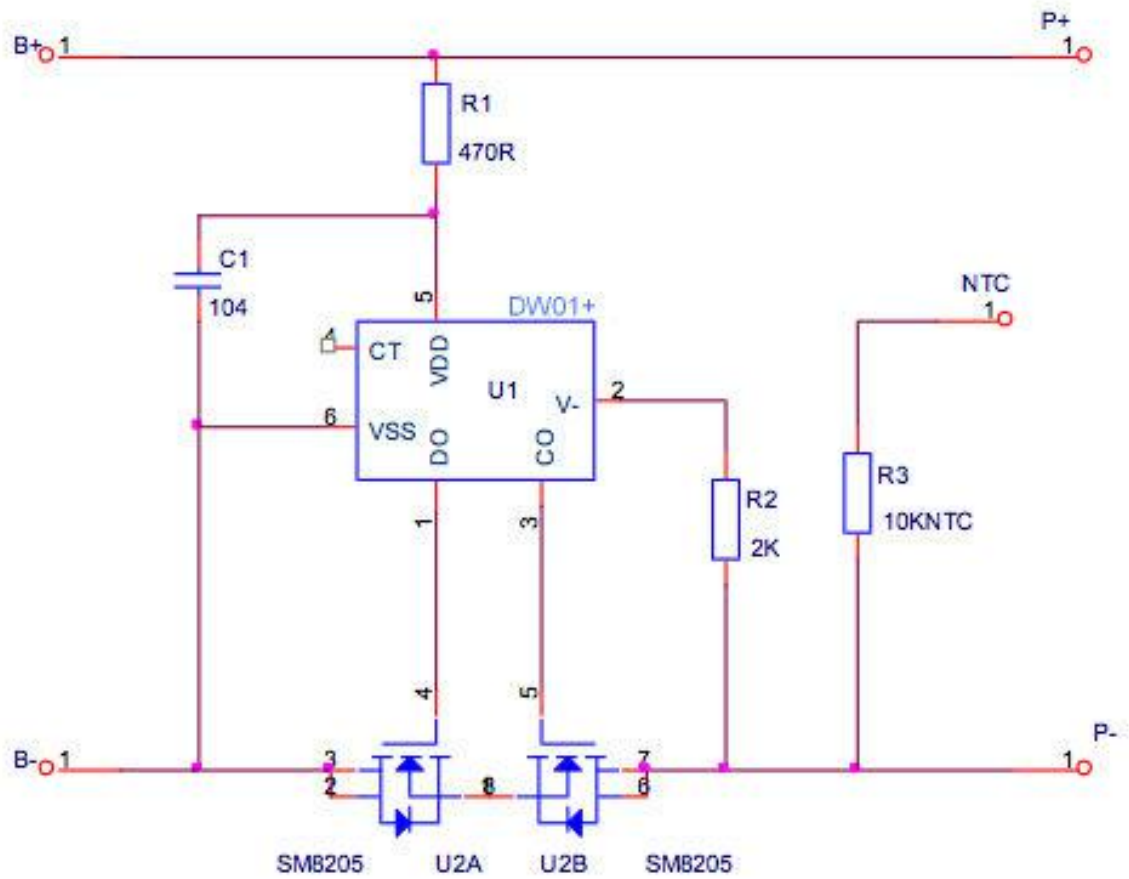 B+ 1
P+
1
R1
470R
C1
104
NTC
1
5
DW01+
4
CT
VDD
U1
V-
2
6
VSS
DO
CO
R2
2K
R3
10KNTC
1
3
4
5
B- 1
3
2
7
6
P-
1
SM8205
U2A
U2B
SM8205